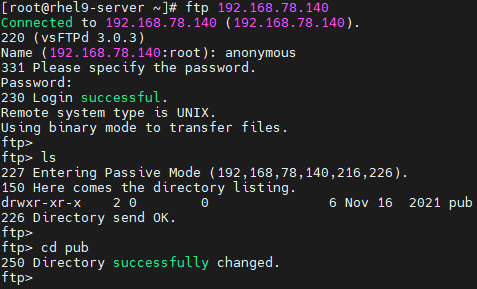 [root@rhel9-server ~]# ftp 192.168.78.140
Connected to 192.168.78.140 (192.168.78.140).
220 (vsFTPd 3.0.3)
Name (192.168.78.140:root): anonymous
331 Please specify the password.
Password:
230 Login successful.
Remote system type is UNIX.
Using binary mode to transfer files.
ftp>
ftp> ls
227 Entering Passive Mode (192,168,78,140,216,226).
150 Here comes the directory listing.
drwxr-xr-x    2 0        0               6 Nov 16  2021 pub
226 Directory send OK.
ftp>
ftp> cd pub
250 Directory successfully changed.
ftp>